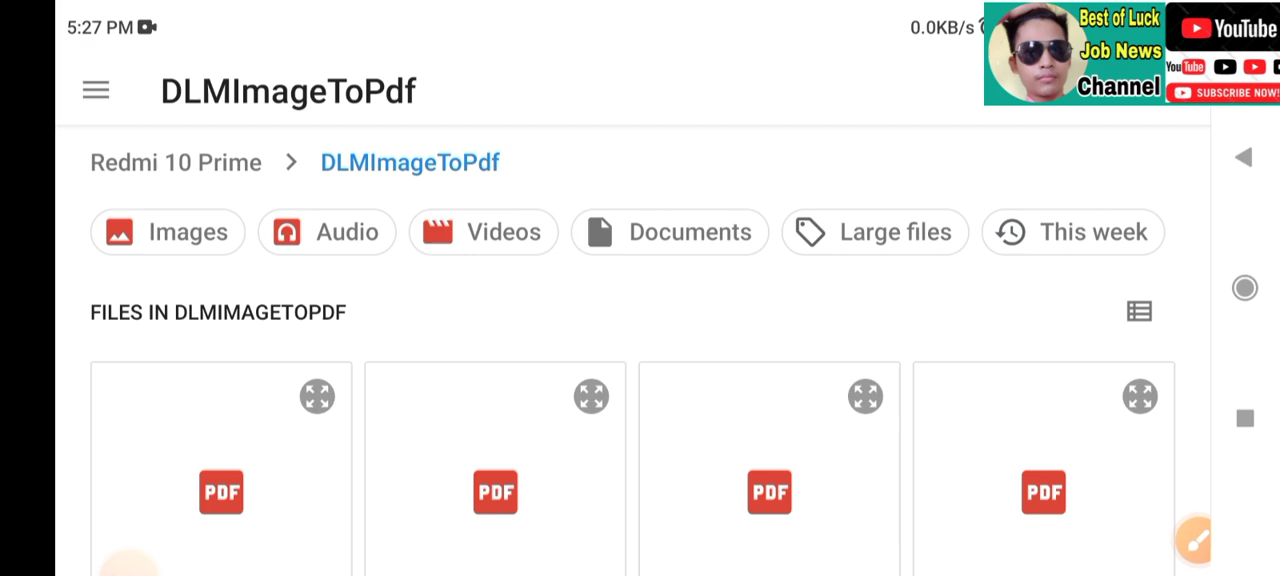 5:27 PM
0.0KB/s
Best of Luck
Job News
Channel
YouTube
YouTube
SUBSCRIBE NOW!
DLMImageToPdf
Redmi 10 Prime > DLMImageToPdf
Images Audio Videos Documents Large files This week
FILES IN DLMIMAGETOPDF
PDF PDF PDF PDF